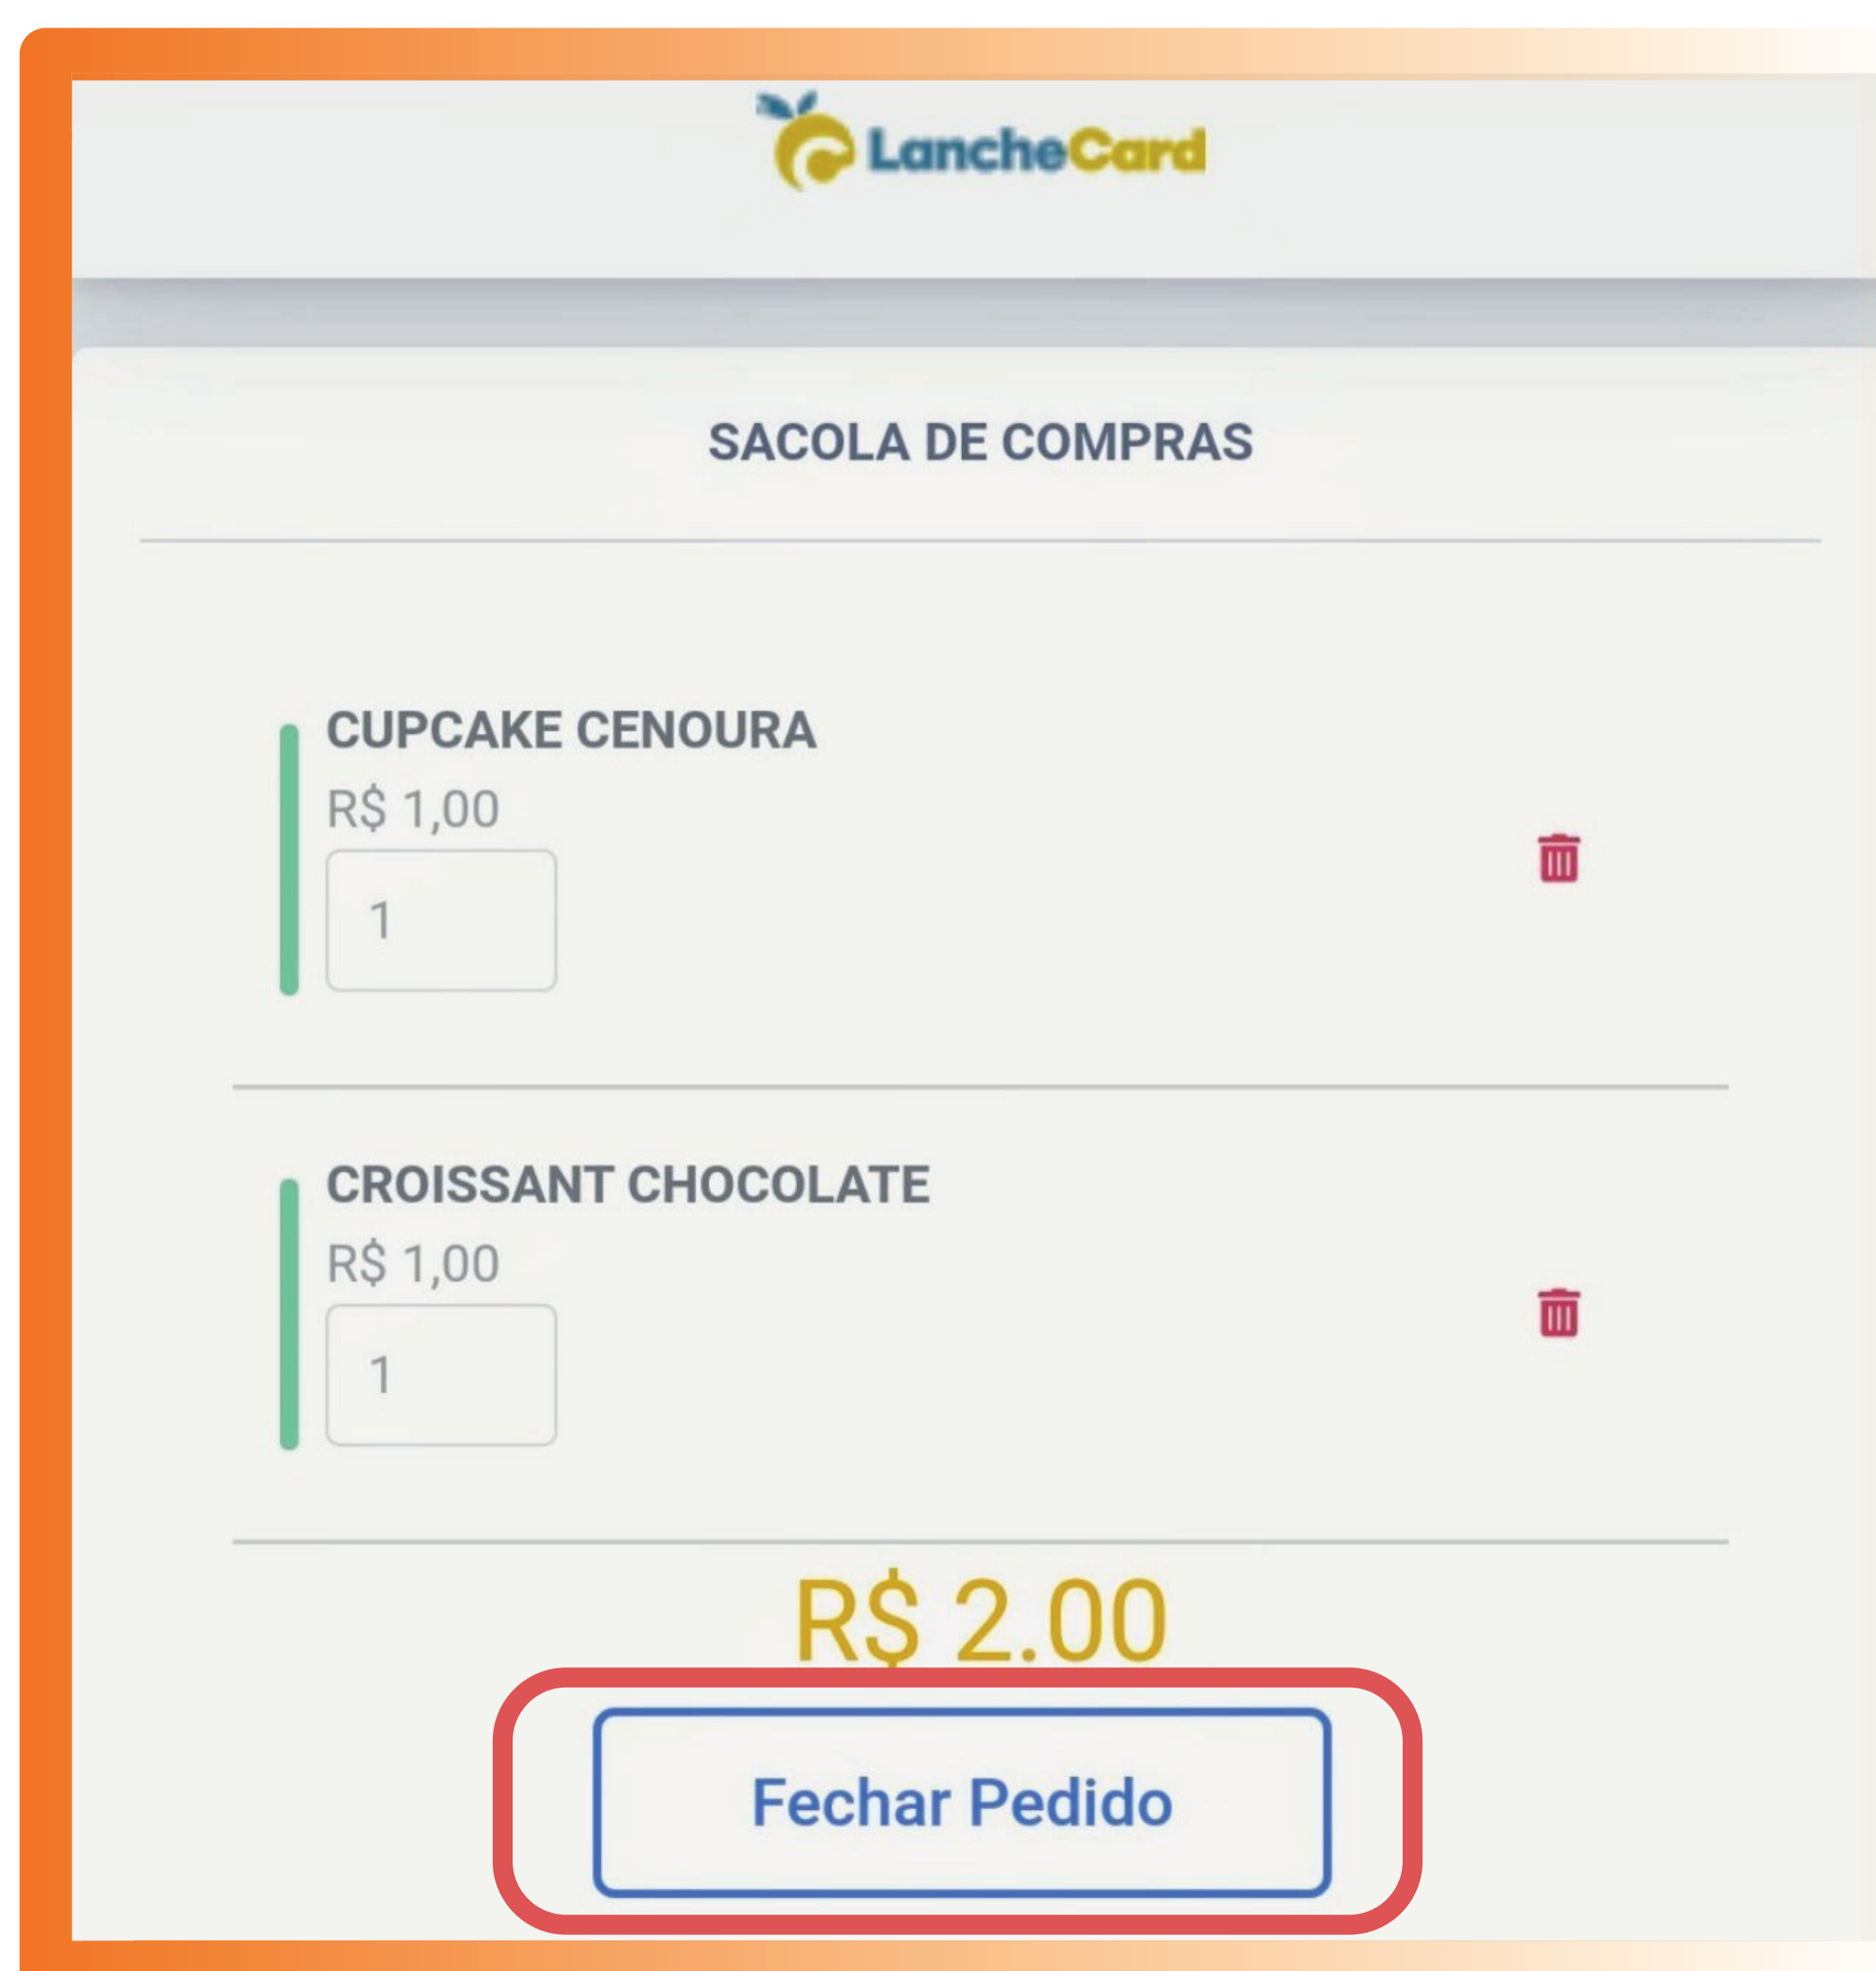 LancheCard
SACOLA DE COMPRAS
CUPCAKE CENOURA
R$ 1,00
1
CROISSANT CHOCOLATE
R$ 1,00
1
R$ 2.00
Fechar Pedido